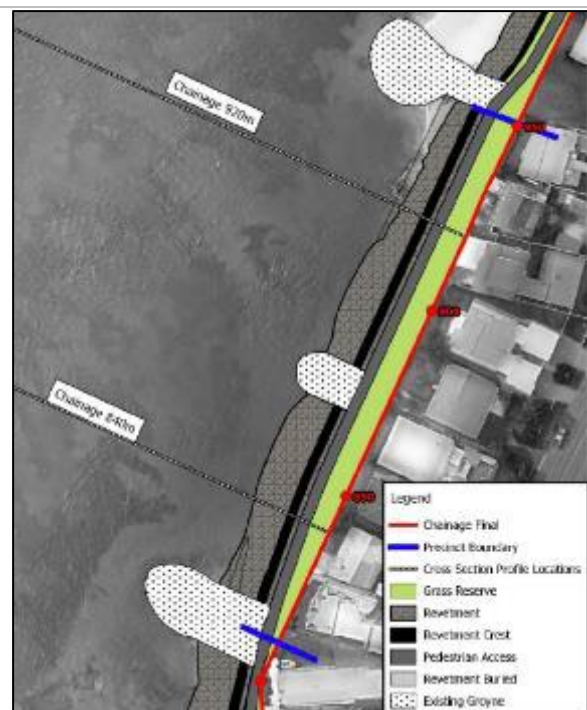 Chainage 920m
Chainage 840m
Legend
Chainage Final
Precinct Boundary
Cross Section Profile Locations
Grass Reserve
Revetment
Revetment Crest
Pedestrian Access
Revetment Buried
Existing Groyne